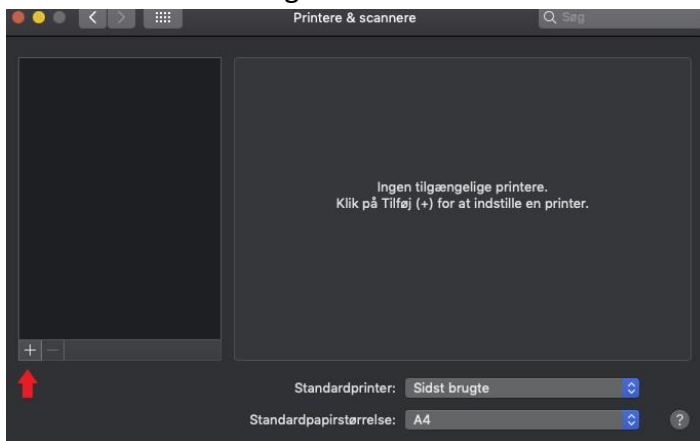 Printere & scannere
Søg
Ingen tilgængelige printere.
Klik på Tilføj (+) for at indstille en printer.
+ −
Standardprinter: Sidst brugte
Standardpapirstørrelse: A4
?